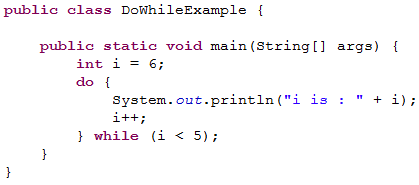 public class DoWhileExample {
    public static void main(String[] args) {
        int i = 6;
        do {
            System.out.println("i is : " + i);
            i++;
        } while (i < 5);
    }
}